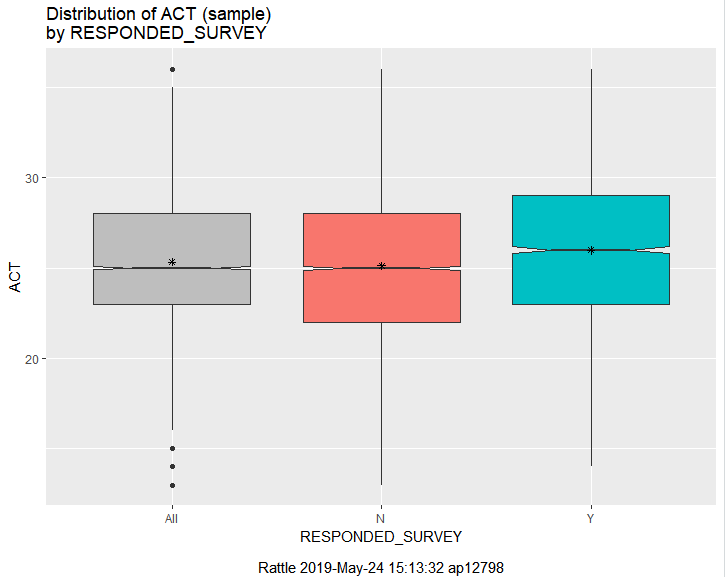 Distribution of ACT (sample)
by RESPONDED_SURVEY
ACT
30
20
All
N
Y
RESPONDED_SURVEY
Rattle 2019-May-24 15:13:32 ap12798